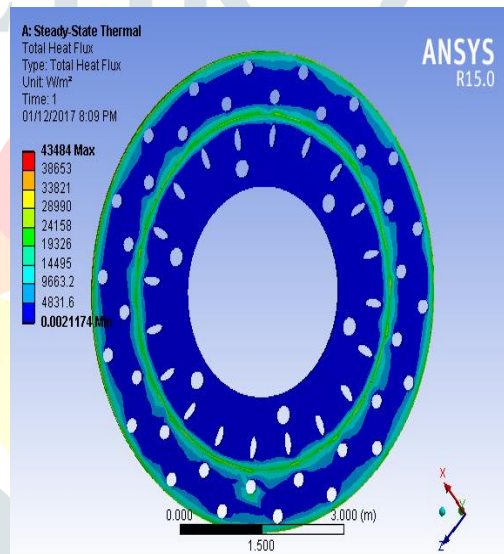 A: Steady-State Thermal
Total Heat Flux
Type: Total Heat Flux
Unit: W/m²
Time: 1
01/12/2017 8:09 PM
ANSYS
R15.0
43484 Max
38653
33821
28990
24158
19326
14495
9663.2
4831.6
0.0021174
X
Y
Z
0.000
3.000 (m)
1.500